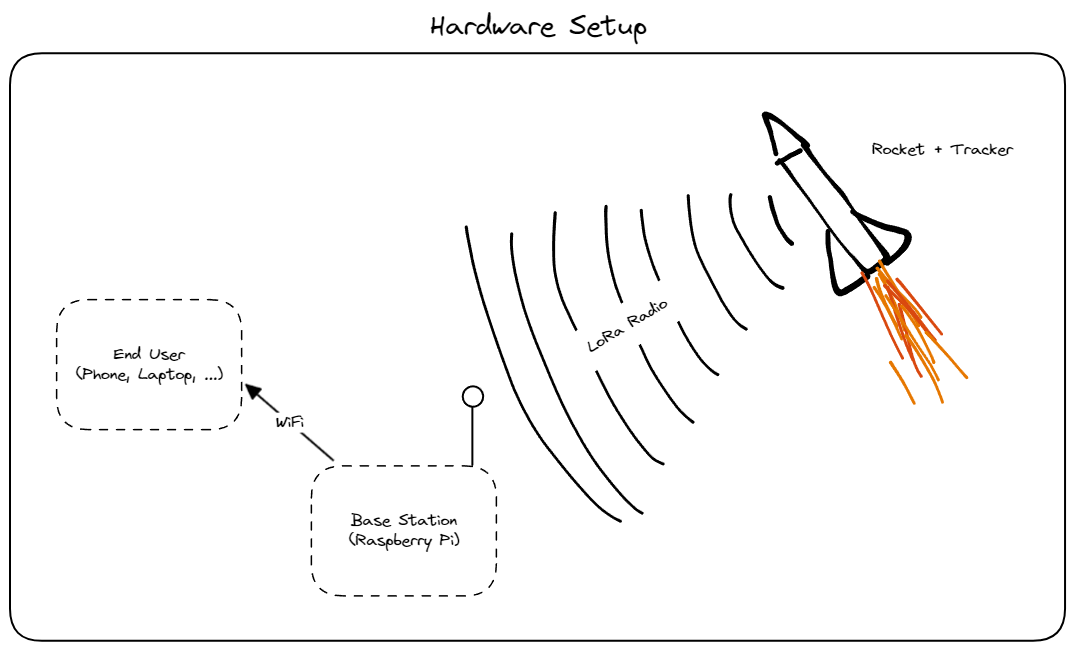 Hardware Setup
Rocket + Tracker
LoRa Radio
End User
(Phone, Laptop, ...)
WiFi
Base Station
(Raspberry Pi)